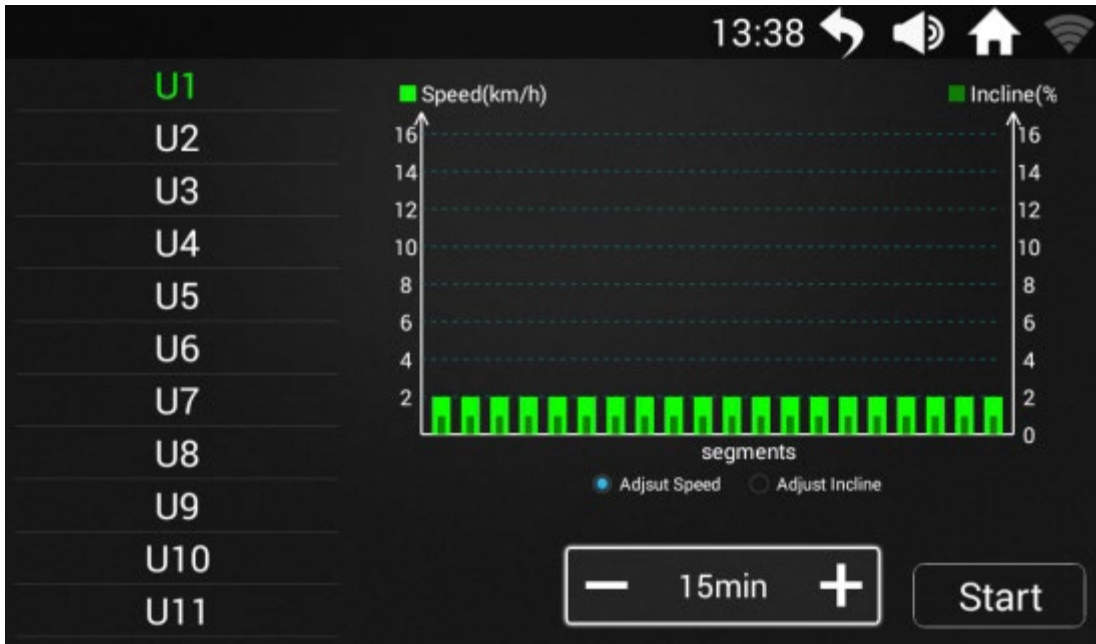 13:38
U1
U2
U3
U4
U5
U6
U7
U8
U9
U10
U11
Speed(km/h)
Incline(%
16
14
12
10
8
6
4
2
16
14
12
10
8
6
4
2
0
segments
Adjsut Speed
Adjust Incline
15min
Start